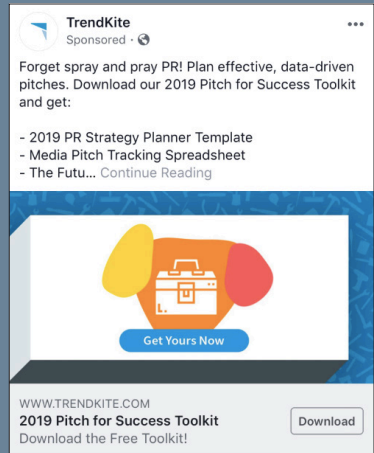 TrendKite
Sponsored ·
Forget spray and pray PR! Plan effective, data-driven
pitches. Download our 2019 Pitch for Success Toolkit
and get:
- 2019 PR Strategy Planner Template
- Media Pitch Tracking Spreadsheet
- The Futu... Continue Reading
Get Yours Now
WWW.TRENDKITE.COM
2019 Pitch for Success Toolkit
Download
Download the Free Toolkit!